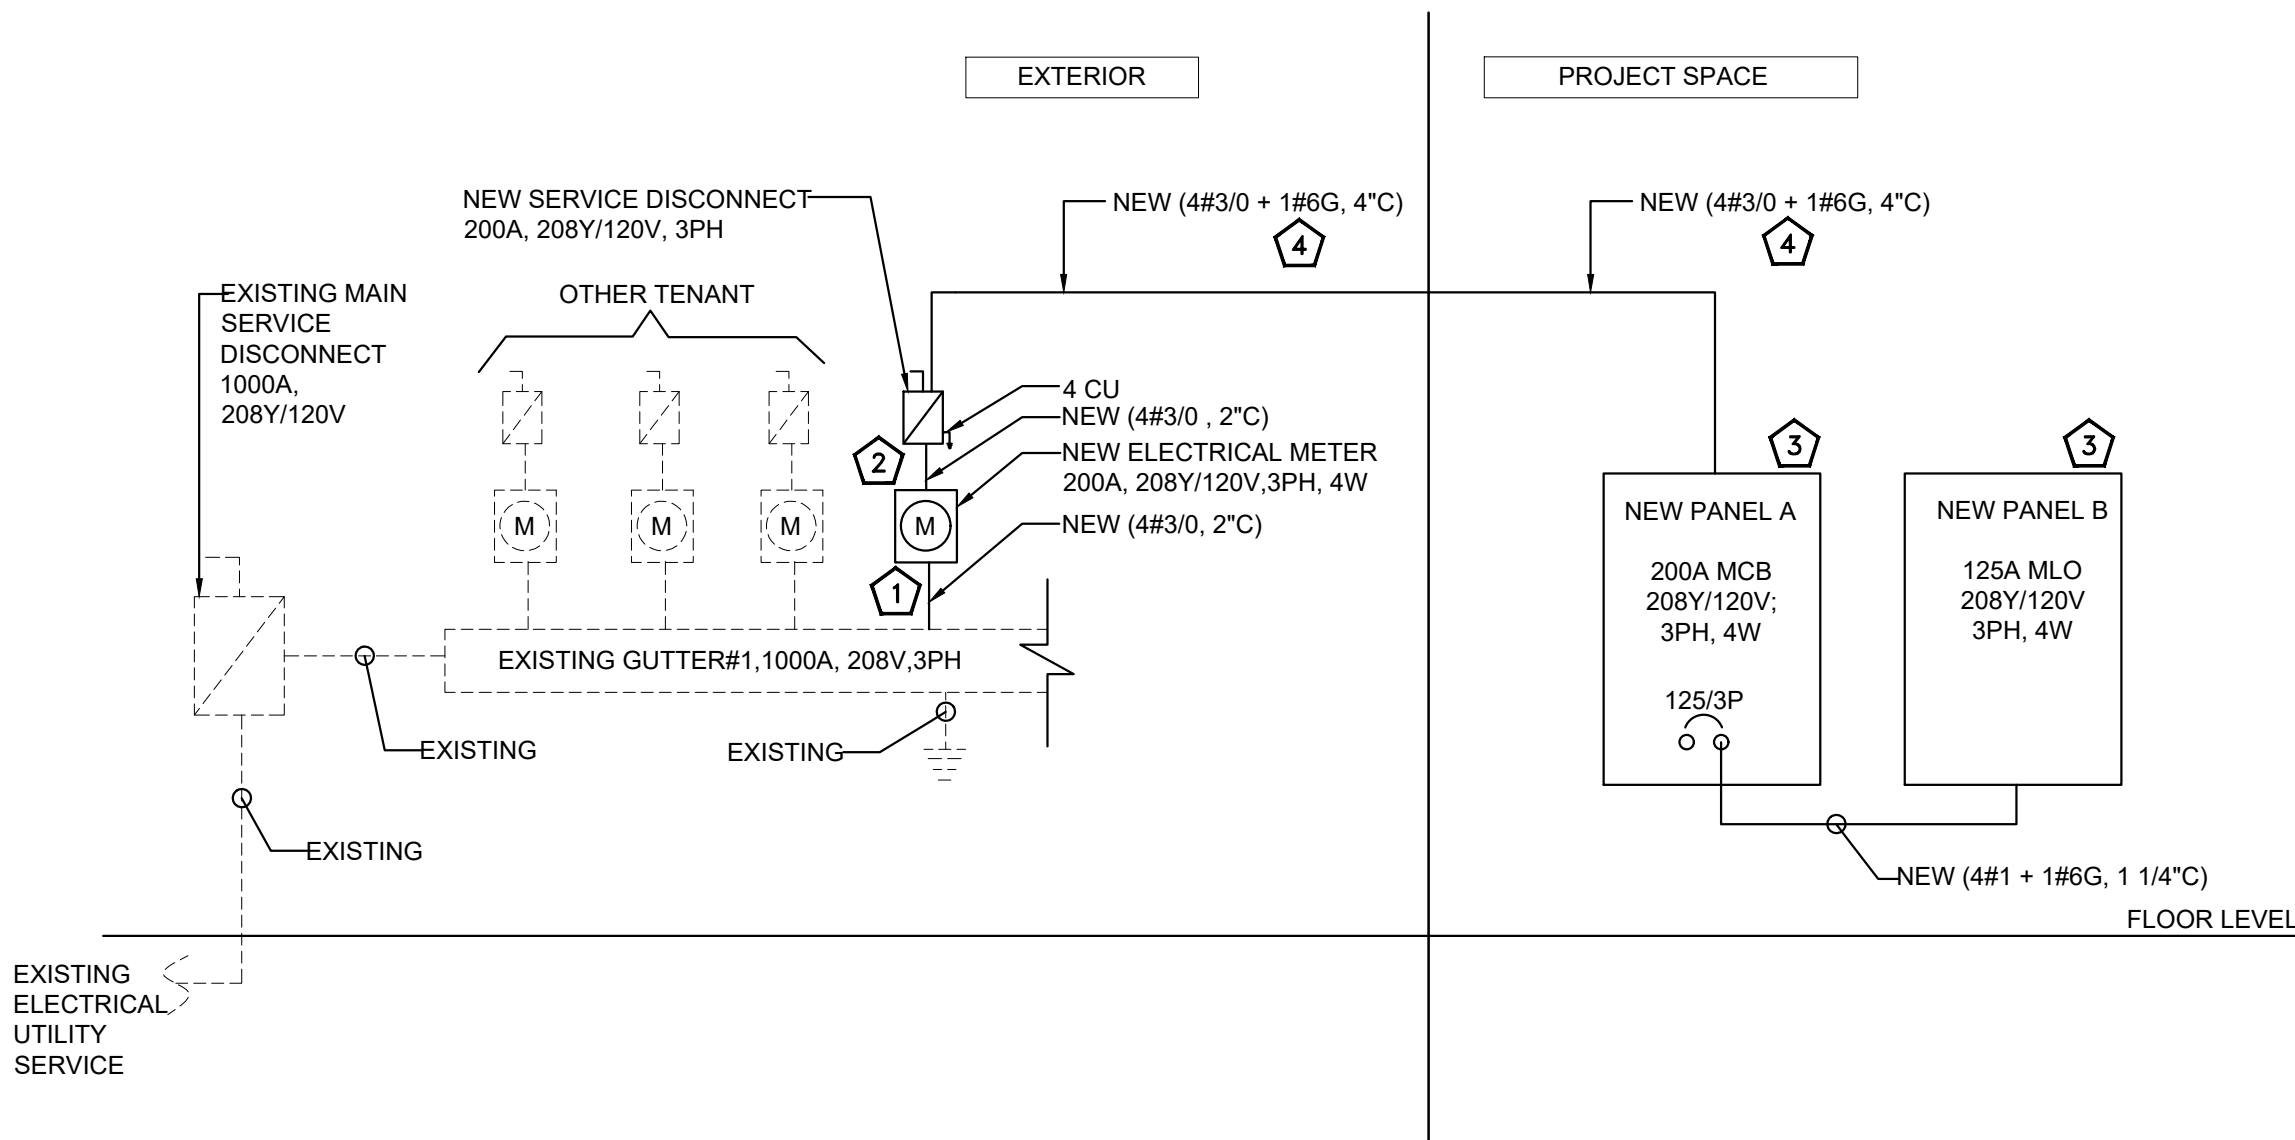 EXTERIOR
PROJECT SPACE
NEW SERVICE DISCONNECT
200A, 208Y/120V, 3PH
NEW (4#3/0 + 1#6G, 4"C)
4
NEW (4#3/0 + 1#6G, 4"C)
4
EXISTING MAIN
SERVICE
DISCONNECT
1000A,
208Y/120V
OTHER TENANT
4 CU
NEW (4#3/0 , 2"C)
2
NEW ELECTRICAL METER
200A, 208Y/120V,3PH, 4W
M
M
M
M
NEW (4#3/0, 2"C)
1
EXISTING GUTTER#1,1000A, 208V,3PH
EXISTING
EXISTING
EXISTING
3
NEW PANEL A
200A MCB
208Y/120V;
3PH, 4W
125/3P
3
NEW PANEL B
125A MLO
208Y/120V
3PH, 4W
NEW (4#1 + 1#6G, 1 1/4"C)
FLOOR LEVEL
EXISTING
ELECTRICAL
UTILITY
SERVICE